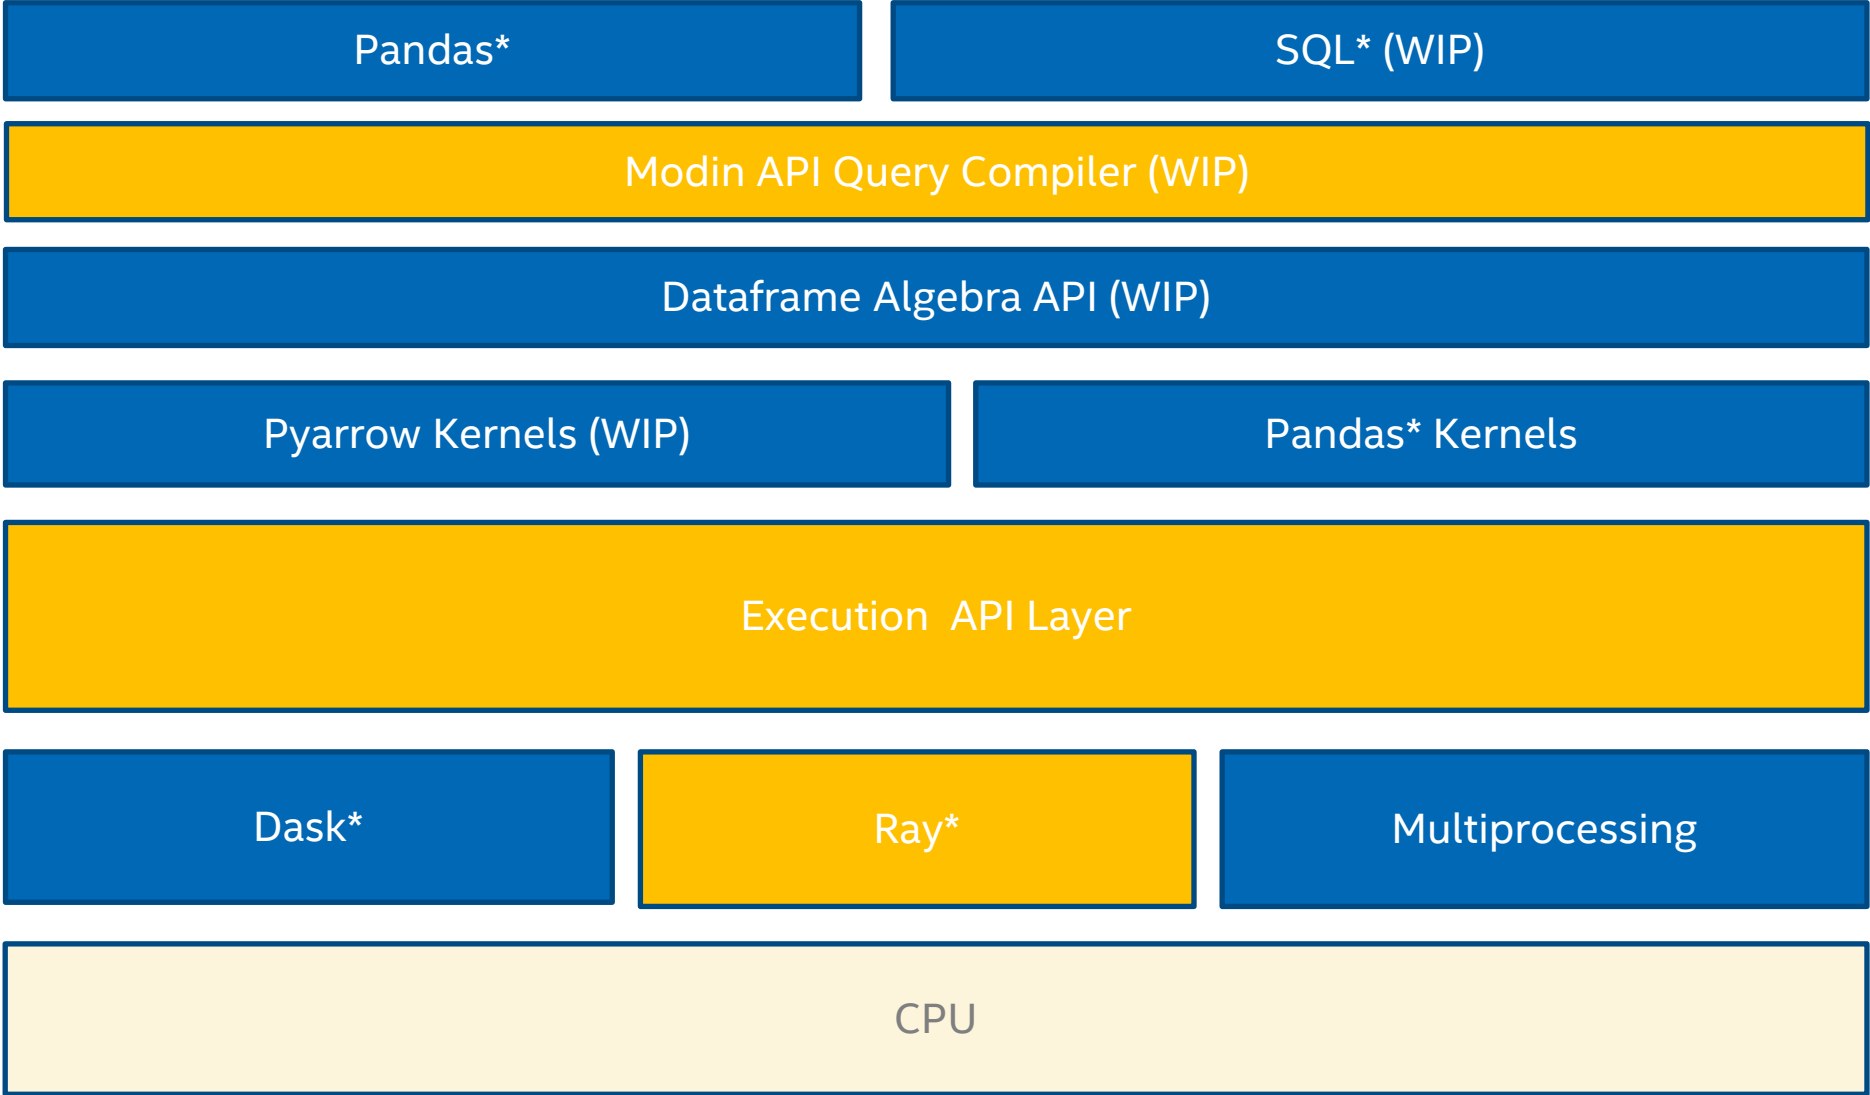 Pandas*
SQL* (WIP)
Modin API Query Compiler (WIP)
Dataframe Algebra API (WIP)
Pyarrow Kernels (WIP)
Pandas* Kernels
Execution  API Layer
Dask*
Ray*
Multiprocessing
CPU